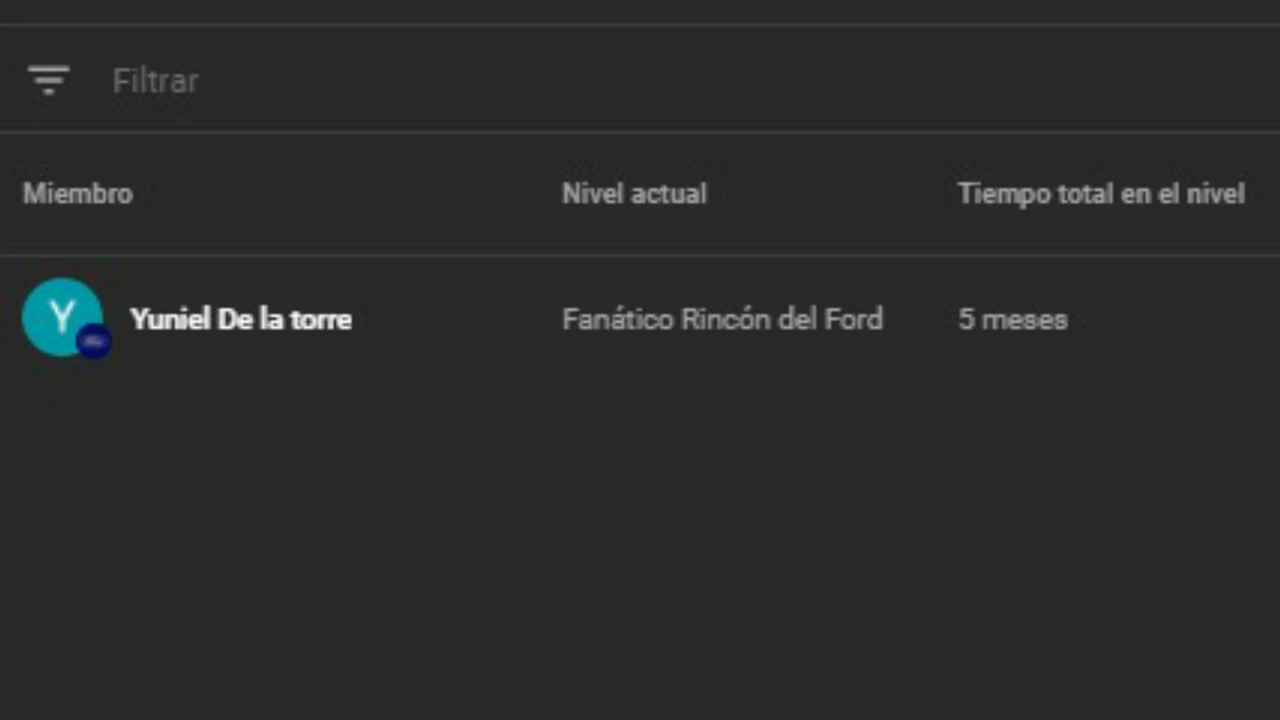 Filtrar
Miembro Nivel actual Tiempo total en el nivel
Y Yuniel De la torre Fanático Rincón del Ford 5 meses